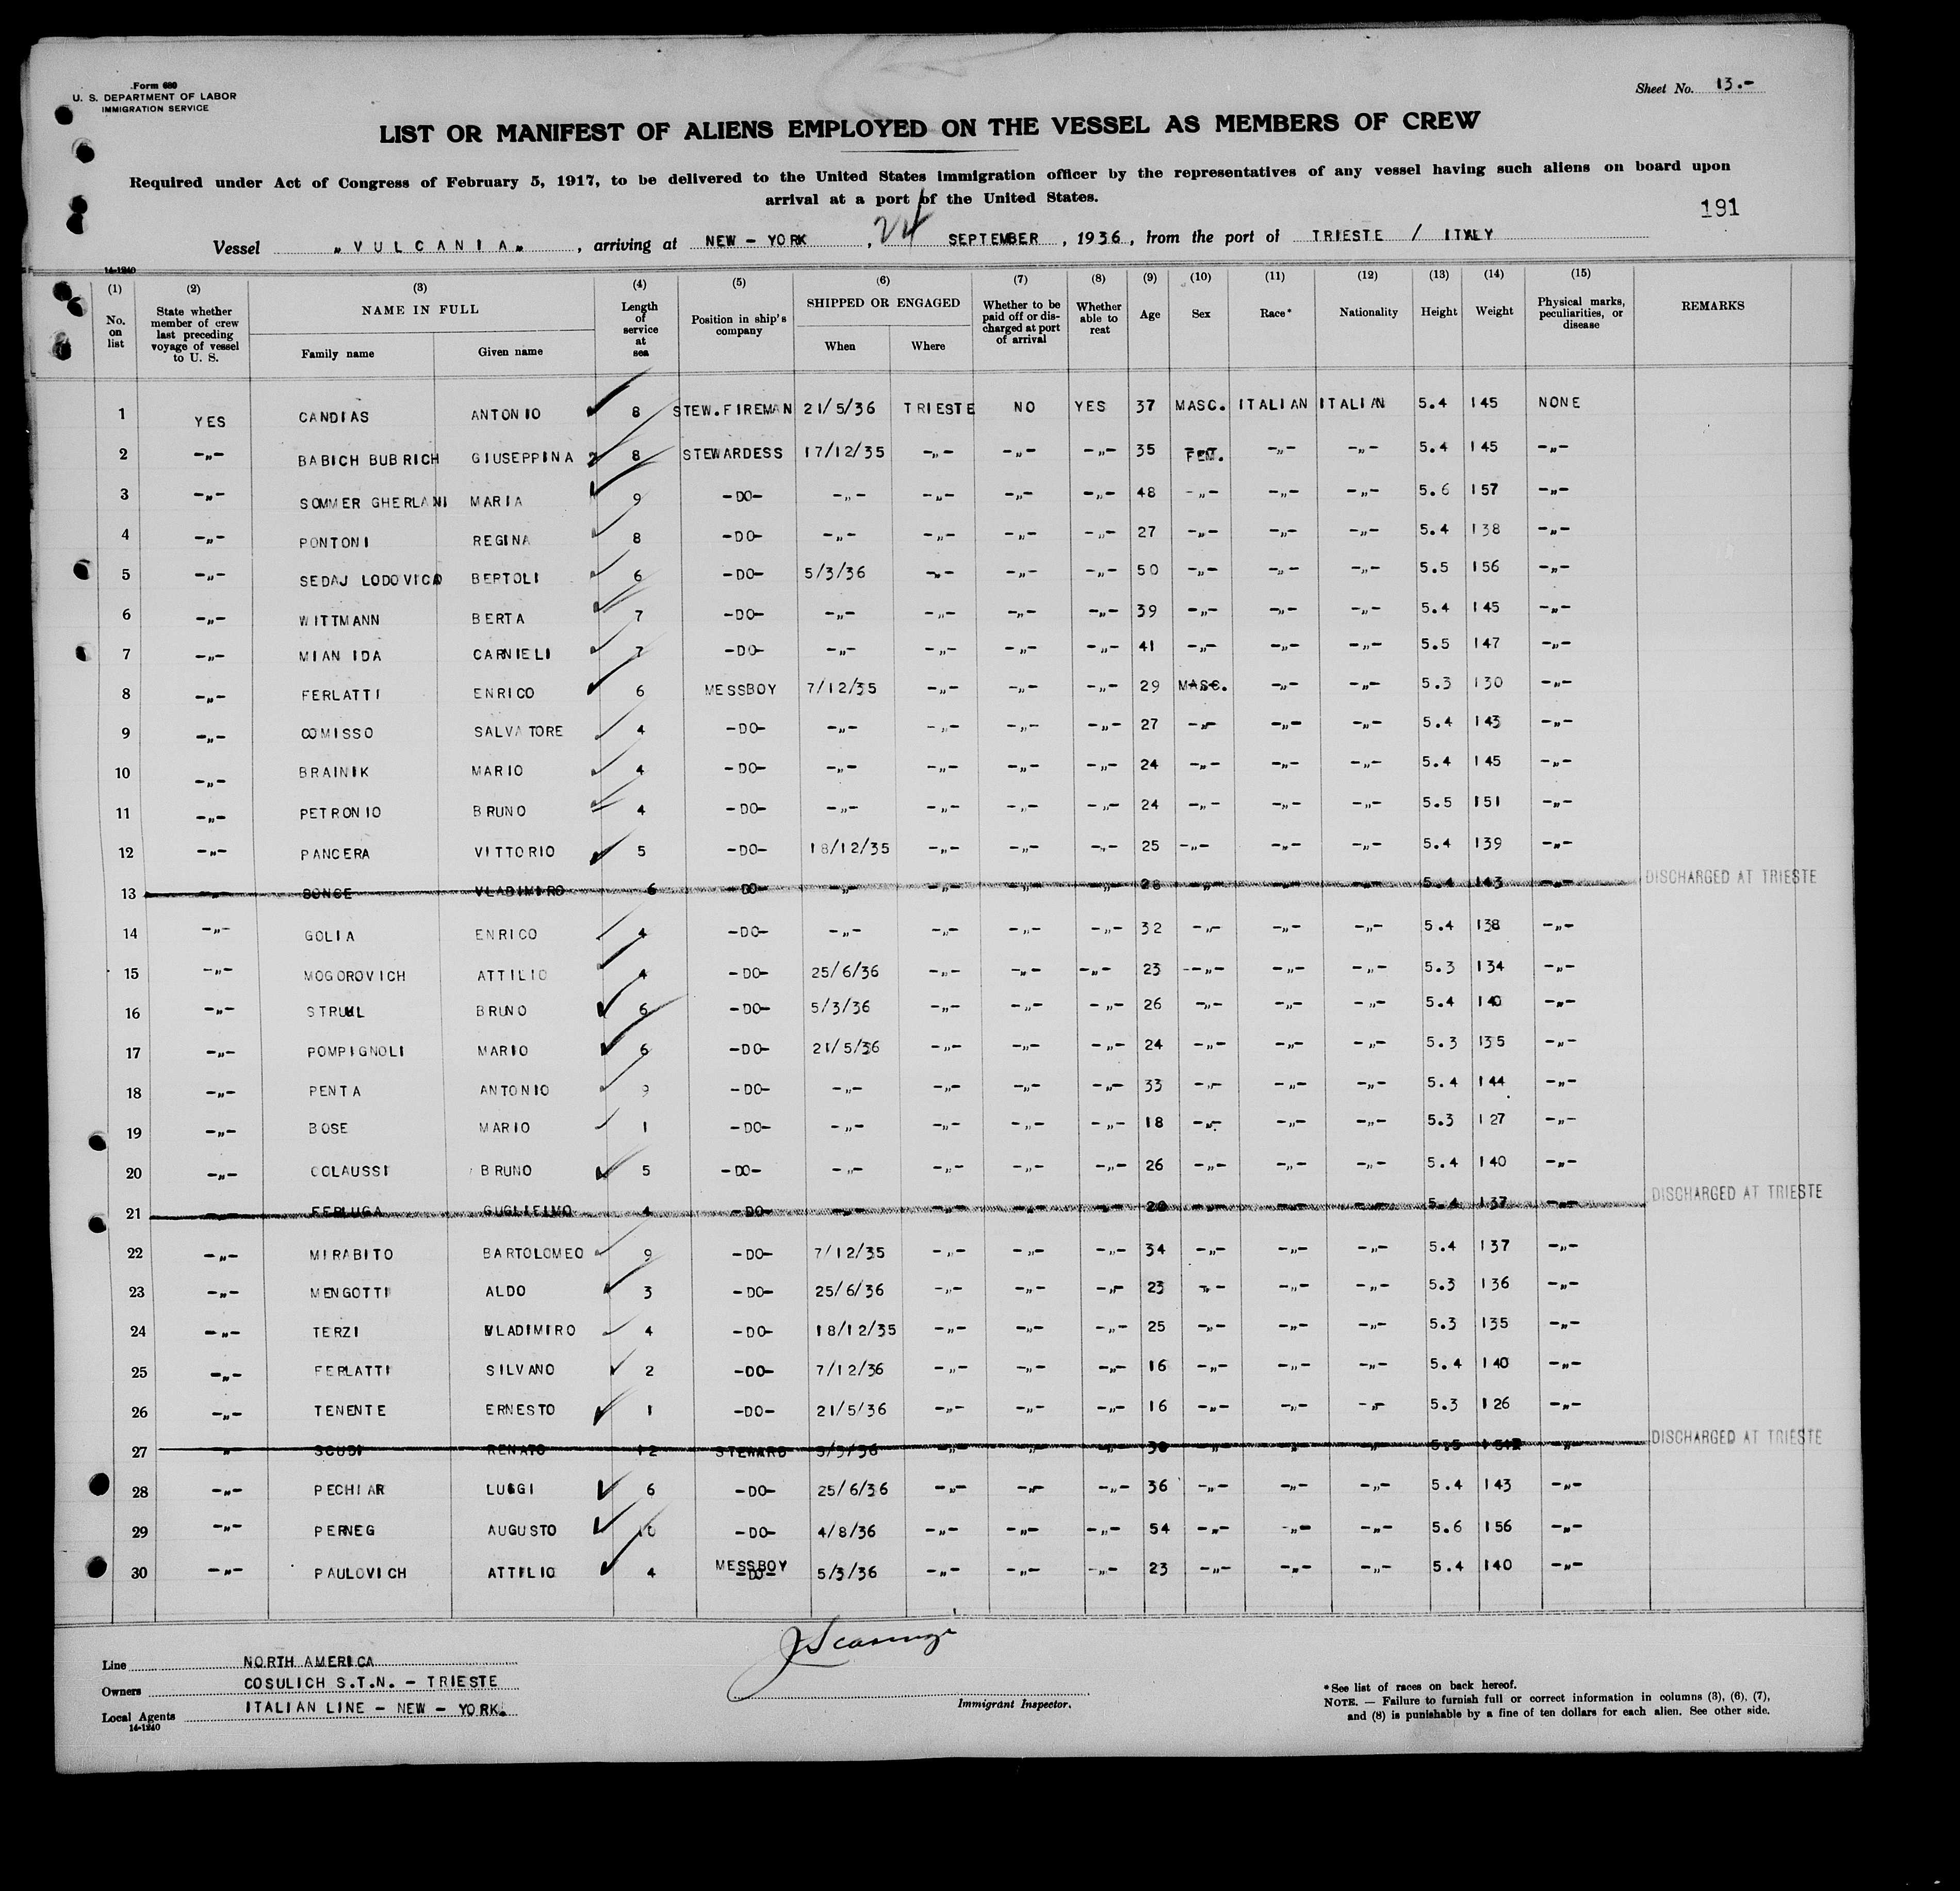 Form 680
U. S. DEPARTMENT OF LABOR
IMMIGRATION SERVICE
Sheet No. 13.-
LIST OR MANIFEST OF ALIENS EMPLOYED ON THE VESSEL AS MEMBERS OF CREW
Required under Act of Congress of February 5, 1917, to be delivered to the United States immigration officer by the representatives of any vessel having such aliens on board upon
arrival at a port of the United States.
191
Vessel „VULCANIA„ , arriving at NEW - YORK , 24 SEPTEMBER , 1936, from the port of TRIESTE / ITALY
14-1240
(1) No. on list (2) State whether member of crew last preceding voyage of vessel to U. S. (3) NAME IN FULL Family name Given name (4) Length of service at sea (5) Position in ship's company (6) SHIPPED OR ENGAGED When Where (7) Whether to be paid off or discharged at port of arrival (8) Whether able to reat (9) Age (10) Sex (11) Race* (12) Nationality (13) Height (14) Weight (15) Physical marks, peculiarities, or disease REMARKS
1 YES CANDIAS ANTONIO 8 STEW.FIREMAN 21/5/36 TRIESTE NO YES 37 MASC. ITALIAN ITALIAN 5.4 145 NONE
2 -„- BABICH BUBRICH GIUSEPPINA 8 STEWARDESS 17/12/35 -„- -„- -„- 35 FEM. -„- -„- 5.4 145 -„-
3 -„- SOMMER GHERLANI MARIA 9 -DO- -„- -„- -„- -„- 48 -„- -„- -„- 5.6 157 -„-
4 -„- PONTONI REGINA 8 -DO- -„- -„- -„- -„- 27 -„- -„- -„- 5.4 138 -„-
5 -„- SEDAJ LODOVICA BERTOLI 6 -DO- 5/3/36 -„- -„- -„- 50 -„- -„- -„- 5.5 156 -„-
6 -„- WITTMANN BERTA 7 -DO- -„- -„- -„- -„- 39 -„- -„- -„- 5.4 145 -„-
7 -„- MIAN IDA CARNIELI 7 -DO- -„- -„- -„- -„- 41 -„- -„- -„- 5.5 147 -„-
8 -„- FERLATTI ENRICO 6 MESSBOY 7/12/35 -„- -„- -„- 29 MASC. -„- -„- 5.3 130 -„-
9 -„- COMISSO SALVATORE 4 -DO- -„- -„- -„- -„- 27 -„- -„- -„- 5.4 143 -„-
10 -„- BRAINIK MARIO 4 -DO- -„- -„- -„- -„- 24 -„- -„- -„- 5.4 145 -„-
11 -„- PETRONIO BRUNO 4 -DO- -„- -„- -„- -„- 24 -„- -„- -„- 5.5 151 -„-
12 -„- PANCERA VITTORIO 5 -DO- 18/12/35 -„- -„- -„- 25 -„- -„- -„- 5.4 139 -„-
13 -„- VLADIMIRO 6 -DO- -„- -„- -„- -„- 28 -„- -„- -„- 5.4 143 -„- DISCHARGED AT TRIESTE
14 -„- GOLIA ENRICO 4 -DO- -„- -„- -„- -„- 32 -„- -„- -„- 5.4 138 -„-
15 -„- MOGOROVICH ATTILIO 4 -DO- 25/6/36 -„- -„- -„- 23 -„- -„- -„- 5.3 134 -„-
16 -„- STRUKL BRUNO 6 -DO- 5/3/36 -„- -„- -„- 26 -„- -„- -„- 5.4 140 -„-
17 -„- POMPIGNOLI MARIO 6 -DO- 21/5/36 -„- -„- -„- 24 -„- -„- -„- 5.3 135 -„-
18 -„- PENTA ANTONIO 9 -DO- -„- -„- -„- -„- 33 -„- -„- -„- 5.4 144 -„-
19 -„- BOSE MARIO 1 -DO- -„- -„- -„- -„- 18 -„- -„- -„- 5.3 127 -„-
20 -„- COLAUSSI BRUNO 5 -DO- -„- -„- -„- -„- 26 -„- -„- -„- 5.4 140 -„-
21 -„- FERLUGA GUGLIELMO 4 -DO- -„- -„- -„- -„- 20 -„- -„- -„- 5.4 137 -„- DISCHARGED AT TRIESTE
22 -„- MIRABITO BARTOLOMEO 9 -DO- 7/12/35 -„- -„- -„- 34 -„- -„- -„- 5.4 137 -„-
23 -„- MENGOTTI ALDO 3 -DO- 25/6/36 -„- -„- -„- 23 -„- -„- -„- 5.3 136 -„-
24 -„- TERZI VLADIMIRO 4 -DO- 18/12/35 -„- -„- -„- 25 -„- -„- -„- 5.3 135 -„-
25 -„- FERLATTI SILVANO 2 -DO- 7/12/36 -„- -„- -„- 16 -„- -„- -„- 5.4 140 -„-
26 -„- TENENTE ERNESTO 1 -DO- 21/5/36 -„- -„- -„- 16 -„- -„- -„- 5.3 126 -„-
27 „ RENATO 12 STEWARD 5/3/36 „ „ „ 30 „ „ „ 5.5 „ DISCHARGED AT TRIESTE
28 -„- PECHIAR LUGGI 6 -DO- 25/6/36 -„- -„- -„- 36 -„- -„- -„- 5.4 143 -„-
29 -„- PERNEG AUGUSTO 10 -DO- 4/8/36 -„- -„- -„- 54 -„- -„- -„- 5.6 156 -„-
30 -„- PAULOVICH ATTILIO 4 MESSBOY -DO- 5/3/36 -„- -„- -„- 23 -„- -„- -„- 5.4 140 -„-
Line NORTH AMERICA
Owners COSULICH S.T.N. - TRIESTE
Local Agents ITALIAN LINE - NEW - YORK.
14-1240
Immigrant Inspector.
*See list of races on back hereof.
NOTE. — Failure to furnish full or correct information in columns (3), (6), (7),
and (8) is punishable by a fine of ten dollars for each alien. See other side.